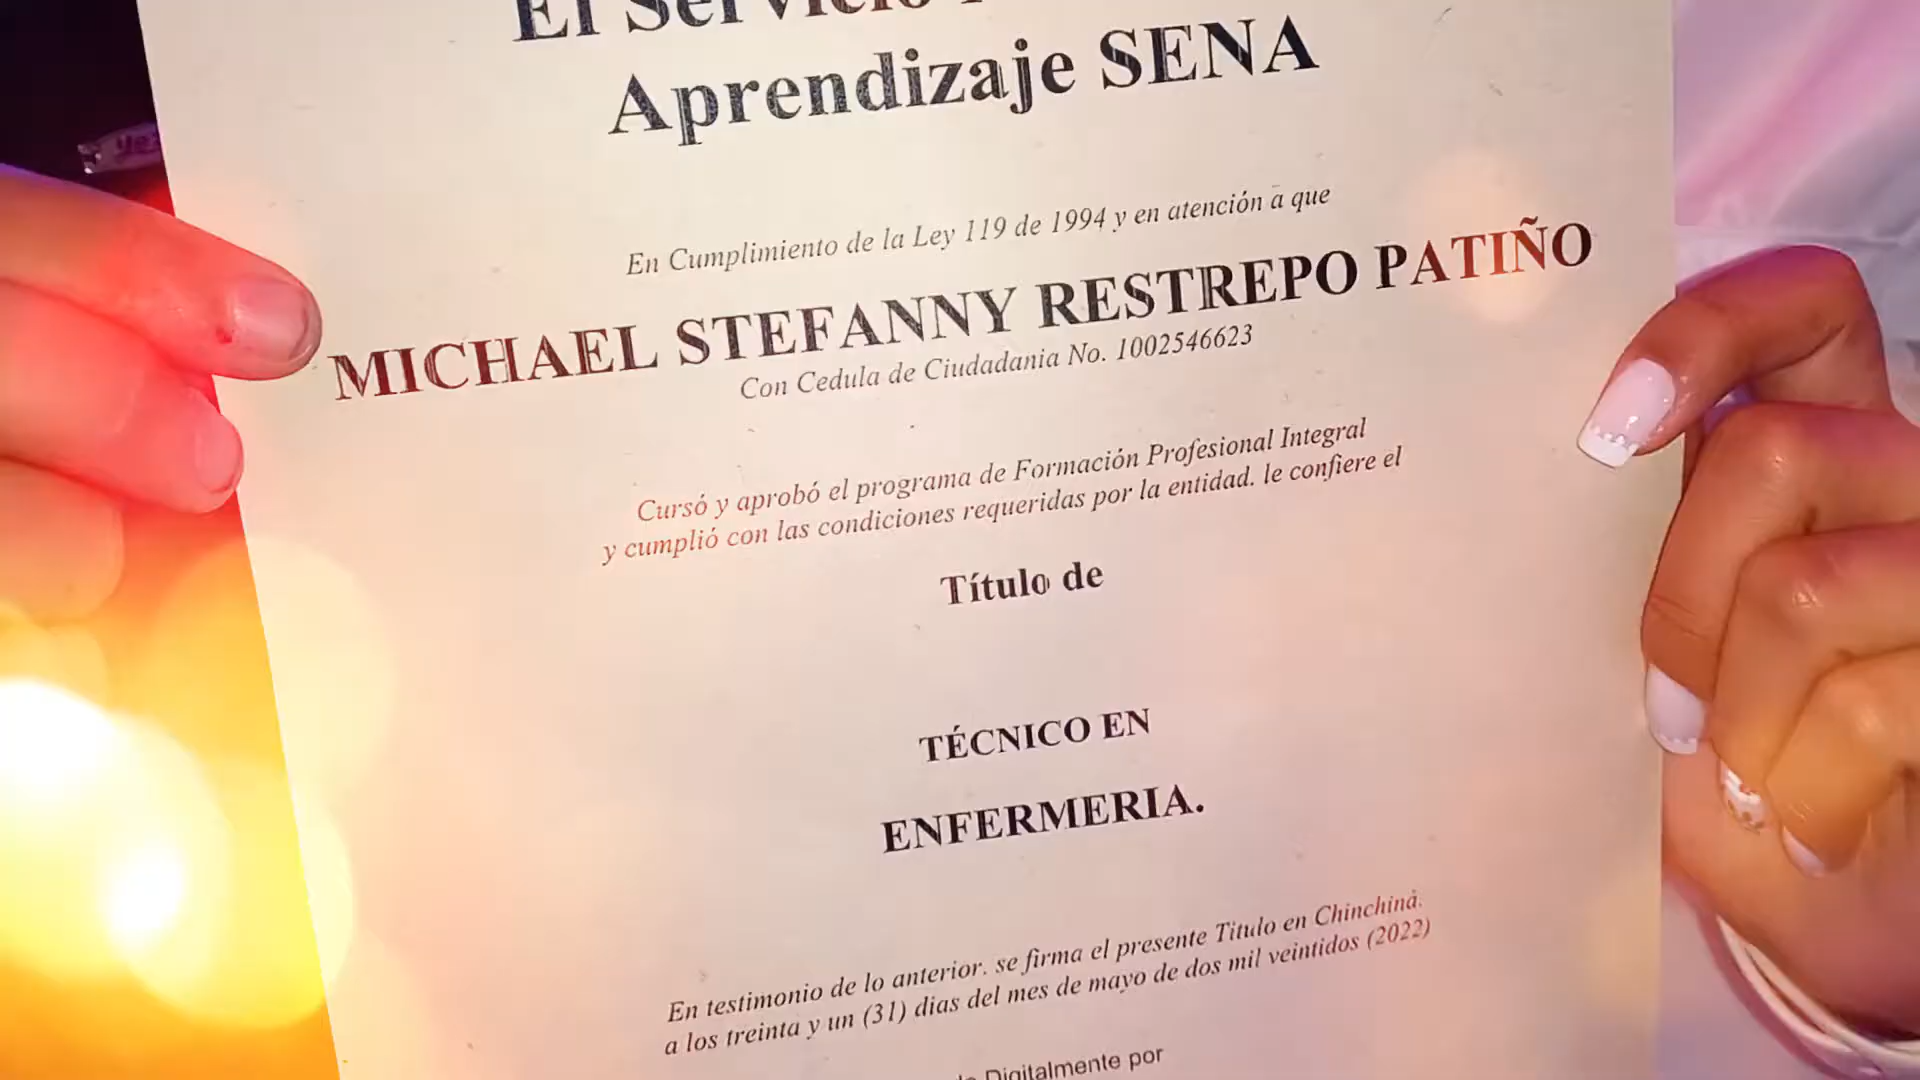 El Servicio
Aprendizaje SENA
En Cumplimiento de la Ley 119 de 1994 y en atención a que
MICHAEL STEFANNY RESTREPO PATIÑO
Con Cedula de Ciudadania No. 1002546623
Cursó y aprobó el programa de Formación Profesional Integral
y cumplió con las condiciones requeridas por la entidad. le confiere el
Título de
TÉCNICO EN
ENFERMERIA.
En testimonio de lo anterior. se firma el presente Titulo en Chinchiná.
a los treinta y un (31) dias del mes de mayo de dos mil veintidos (2022)
Digitalmente por